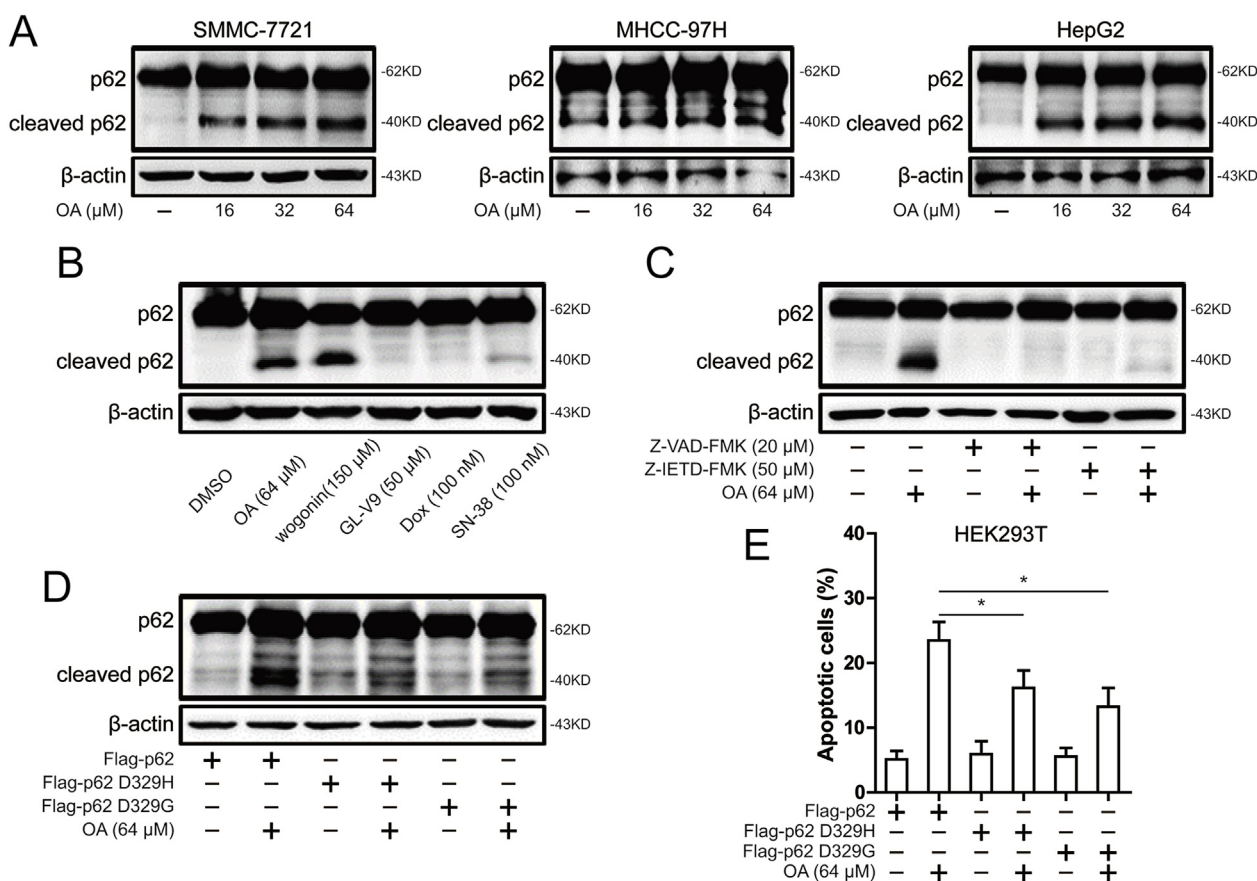 A
SMMC-7721
p62
-62KD
cleaved p62
-40KD
β-actin
-43KD
OA (μM) – 16 32 64
MHCC-97H
p62
-62KD
cleaved p62
-40KD
β-actin
-43KD
OA (μM) – 16 32 64
HepG2
p62
-62KD
cleaved p62
-40KD
β-actin
-43KD
OA (μM) – 16 32 64
B
p62
-62KD
cleaved p62
-40KD
β-actin
-43KD
DMSO
OA (64 μM)
wogonin(150 μM)
GL-V9 (50 μM)
Dox (100 nM)
SN-38 (100 nM)
C
p62
-62KD
cleaved p62
-40KD
β-actin
-43KD
Z-VAD-FMK (20 μM) – – + + – –
Z-IETD-FMK (50 μM) – – – – + +
OA (64 μM) – + – + – +
D
p62
-62KD
cleaved p62
-40KD
β-actin
-43KD
Flag-p62 + + – – – –
Flag-p62 D329H – – + + – –
Flag-p62 D329G – – – – + +
OA (64 μM) – + – + – +
E
HEK293T
Apoptotic cells (%)
40
30
20
10
0
*
*
Flag-p62 + + – – – –
Flag-p62 D329H – – + + – –
Flag-p62 D329G – – – – + +
OA (64 μM) – + – + – +